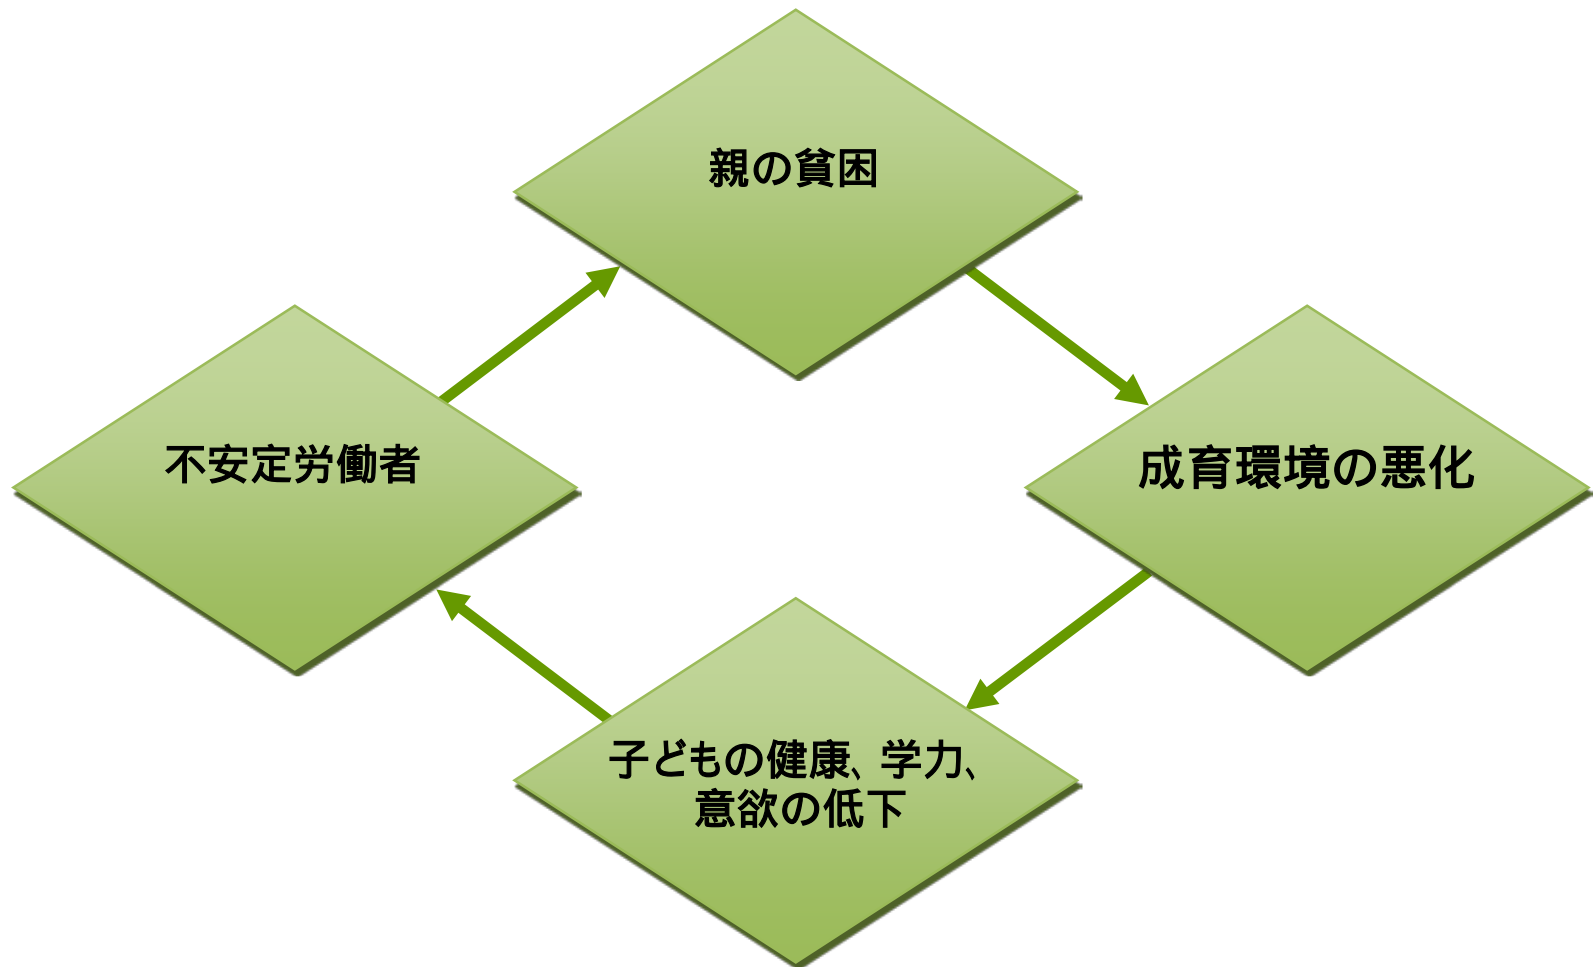 親の貧困
不安定労働者
成育環境の悪化
子どもの健康、学力、
意欲の低下